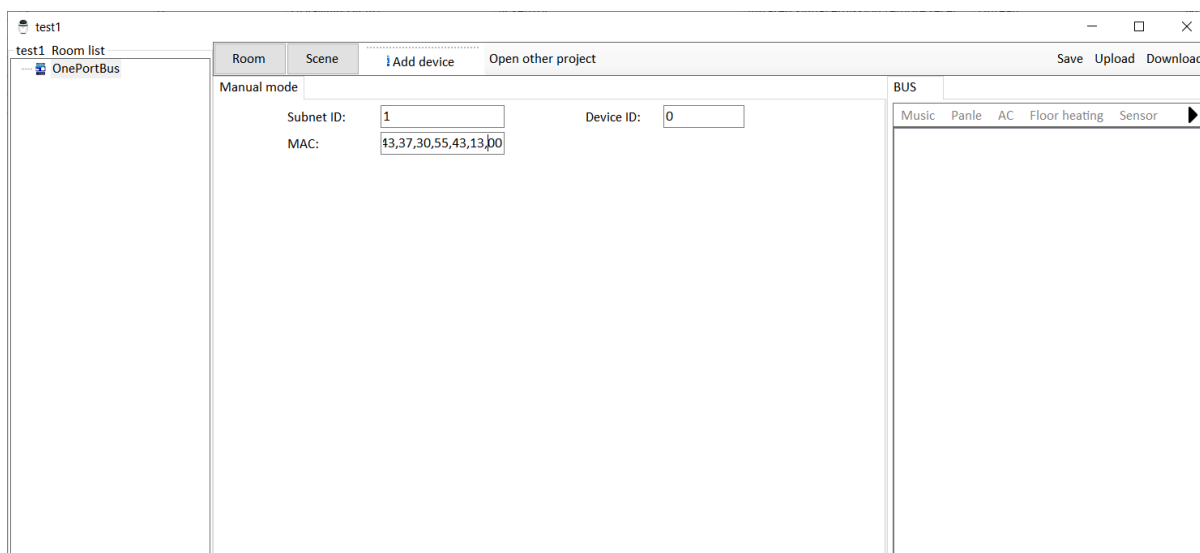 test1
test1 Room list
OnePortBus
Room Scene Add device Open other project Save Upload Download
Manual mode
Subnet ID: 1 Device ID: 0
MAC: 43,37,30,55,43,13,00
BUS
Music Panle AC Floor heating Sensor